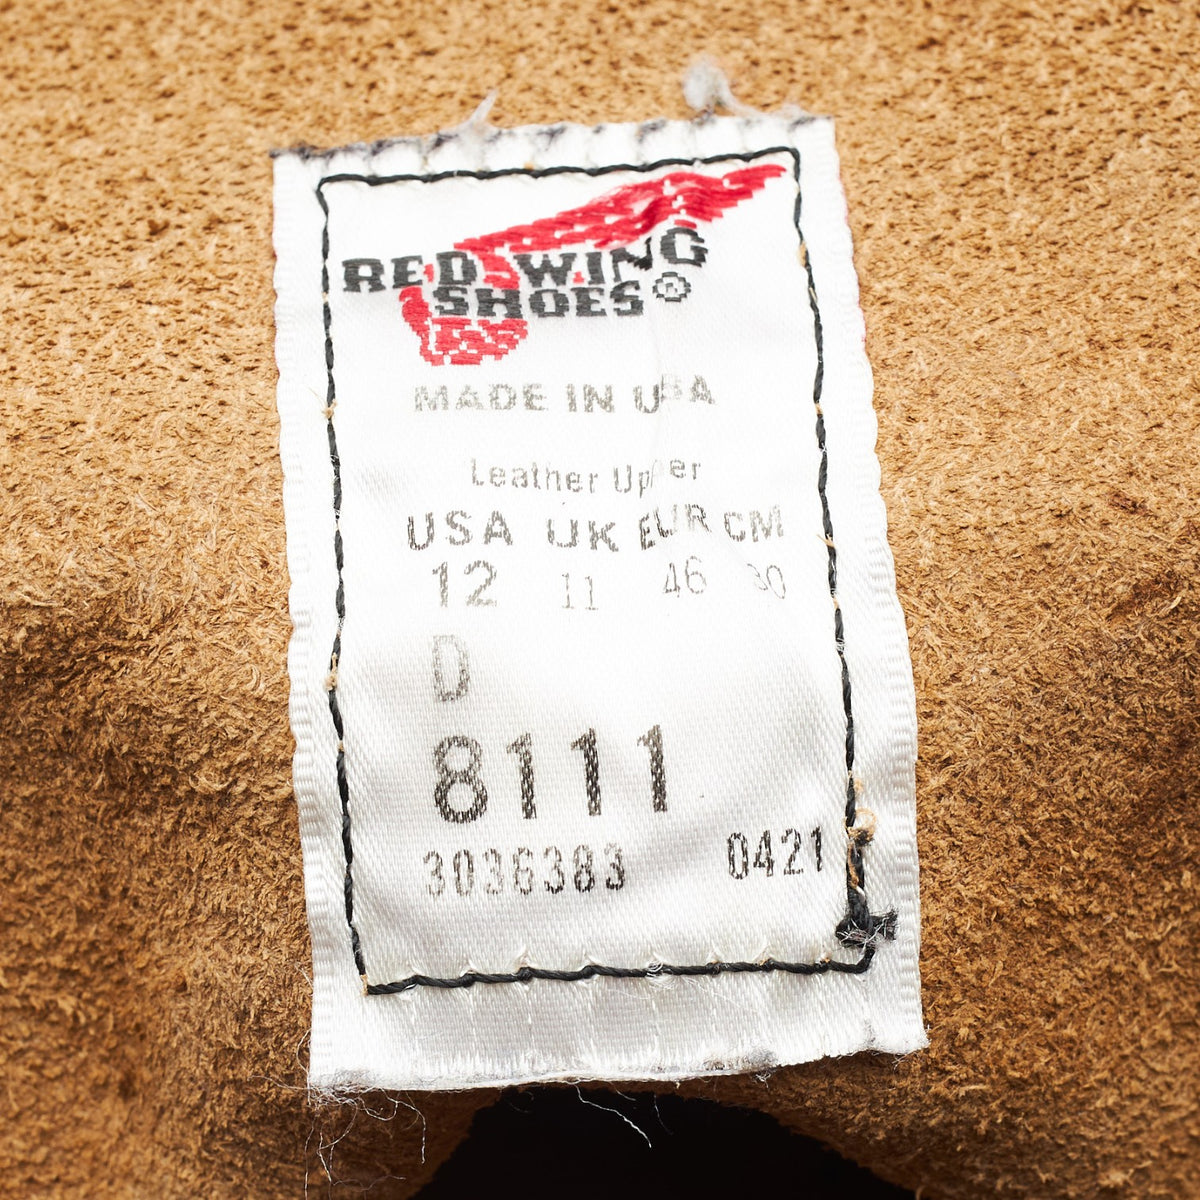 RED WING
SHOES®
MADE IN USA
Leather Upper
USA UK EUR CM
12 11 46 30
D
8111
3036383 0421